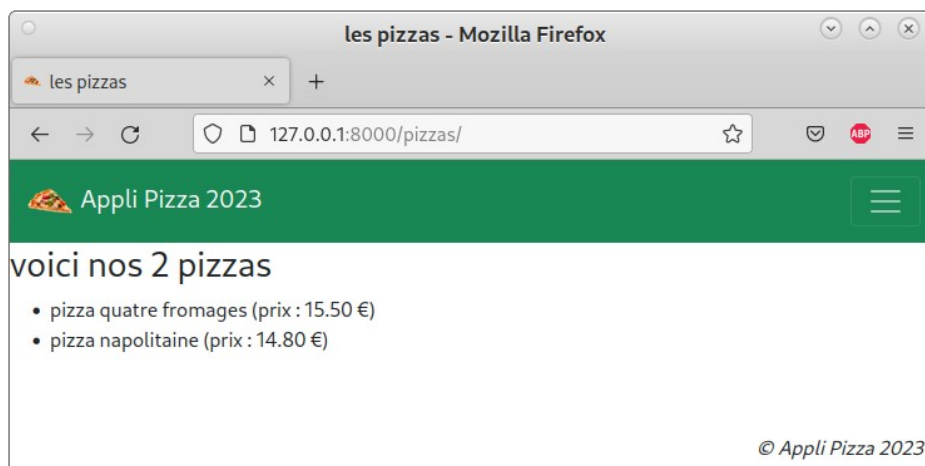 les pizzas - Mozilla Firefox
les pizzas
127.0.0.1:8000/pizzas/
ABP
Appli Pizza 2023
voici nos 2 pizzas
• pizza quatre fromages (prix : 15.50 €)
• pizza napolitaine (prix : 14.80 €)
© Appli Pizza 2023